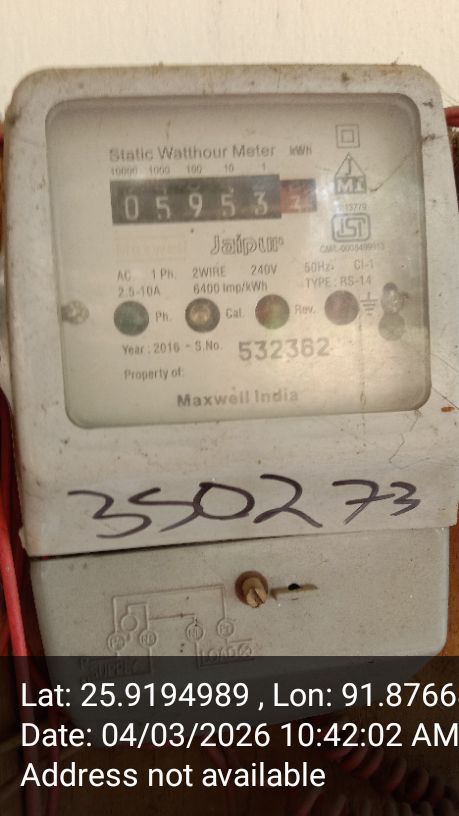 Static Watthour Meter kWh
10000 1000 100 10 1
0 5 9 5 3
Jaipur
AC. 1 Ph. 2WIRE 240V 50Hz. Cl-1
2.5-10A 6400 Imp/kWh TYPE : RS-14
Ph. Cal. Rev.
Year : 2016 - S.No. 532362
Property of:
Maxwell India
350273
LOAD
Lat: 25.9194989 , Lon: 91.8766
Date: 04/03/2026 10:42:02 AM
Address not available